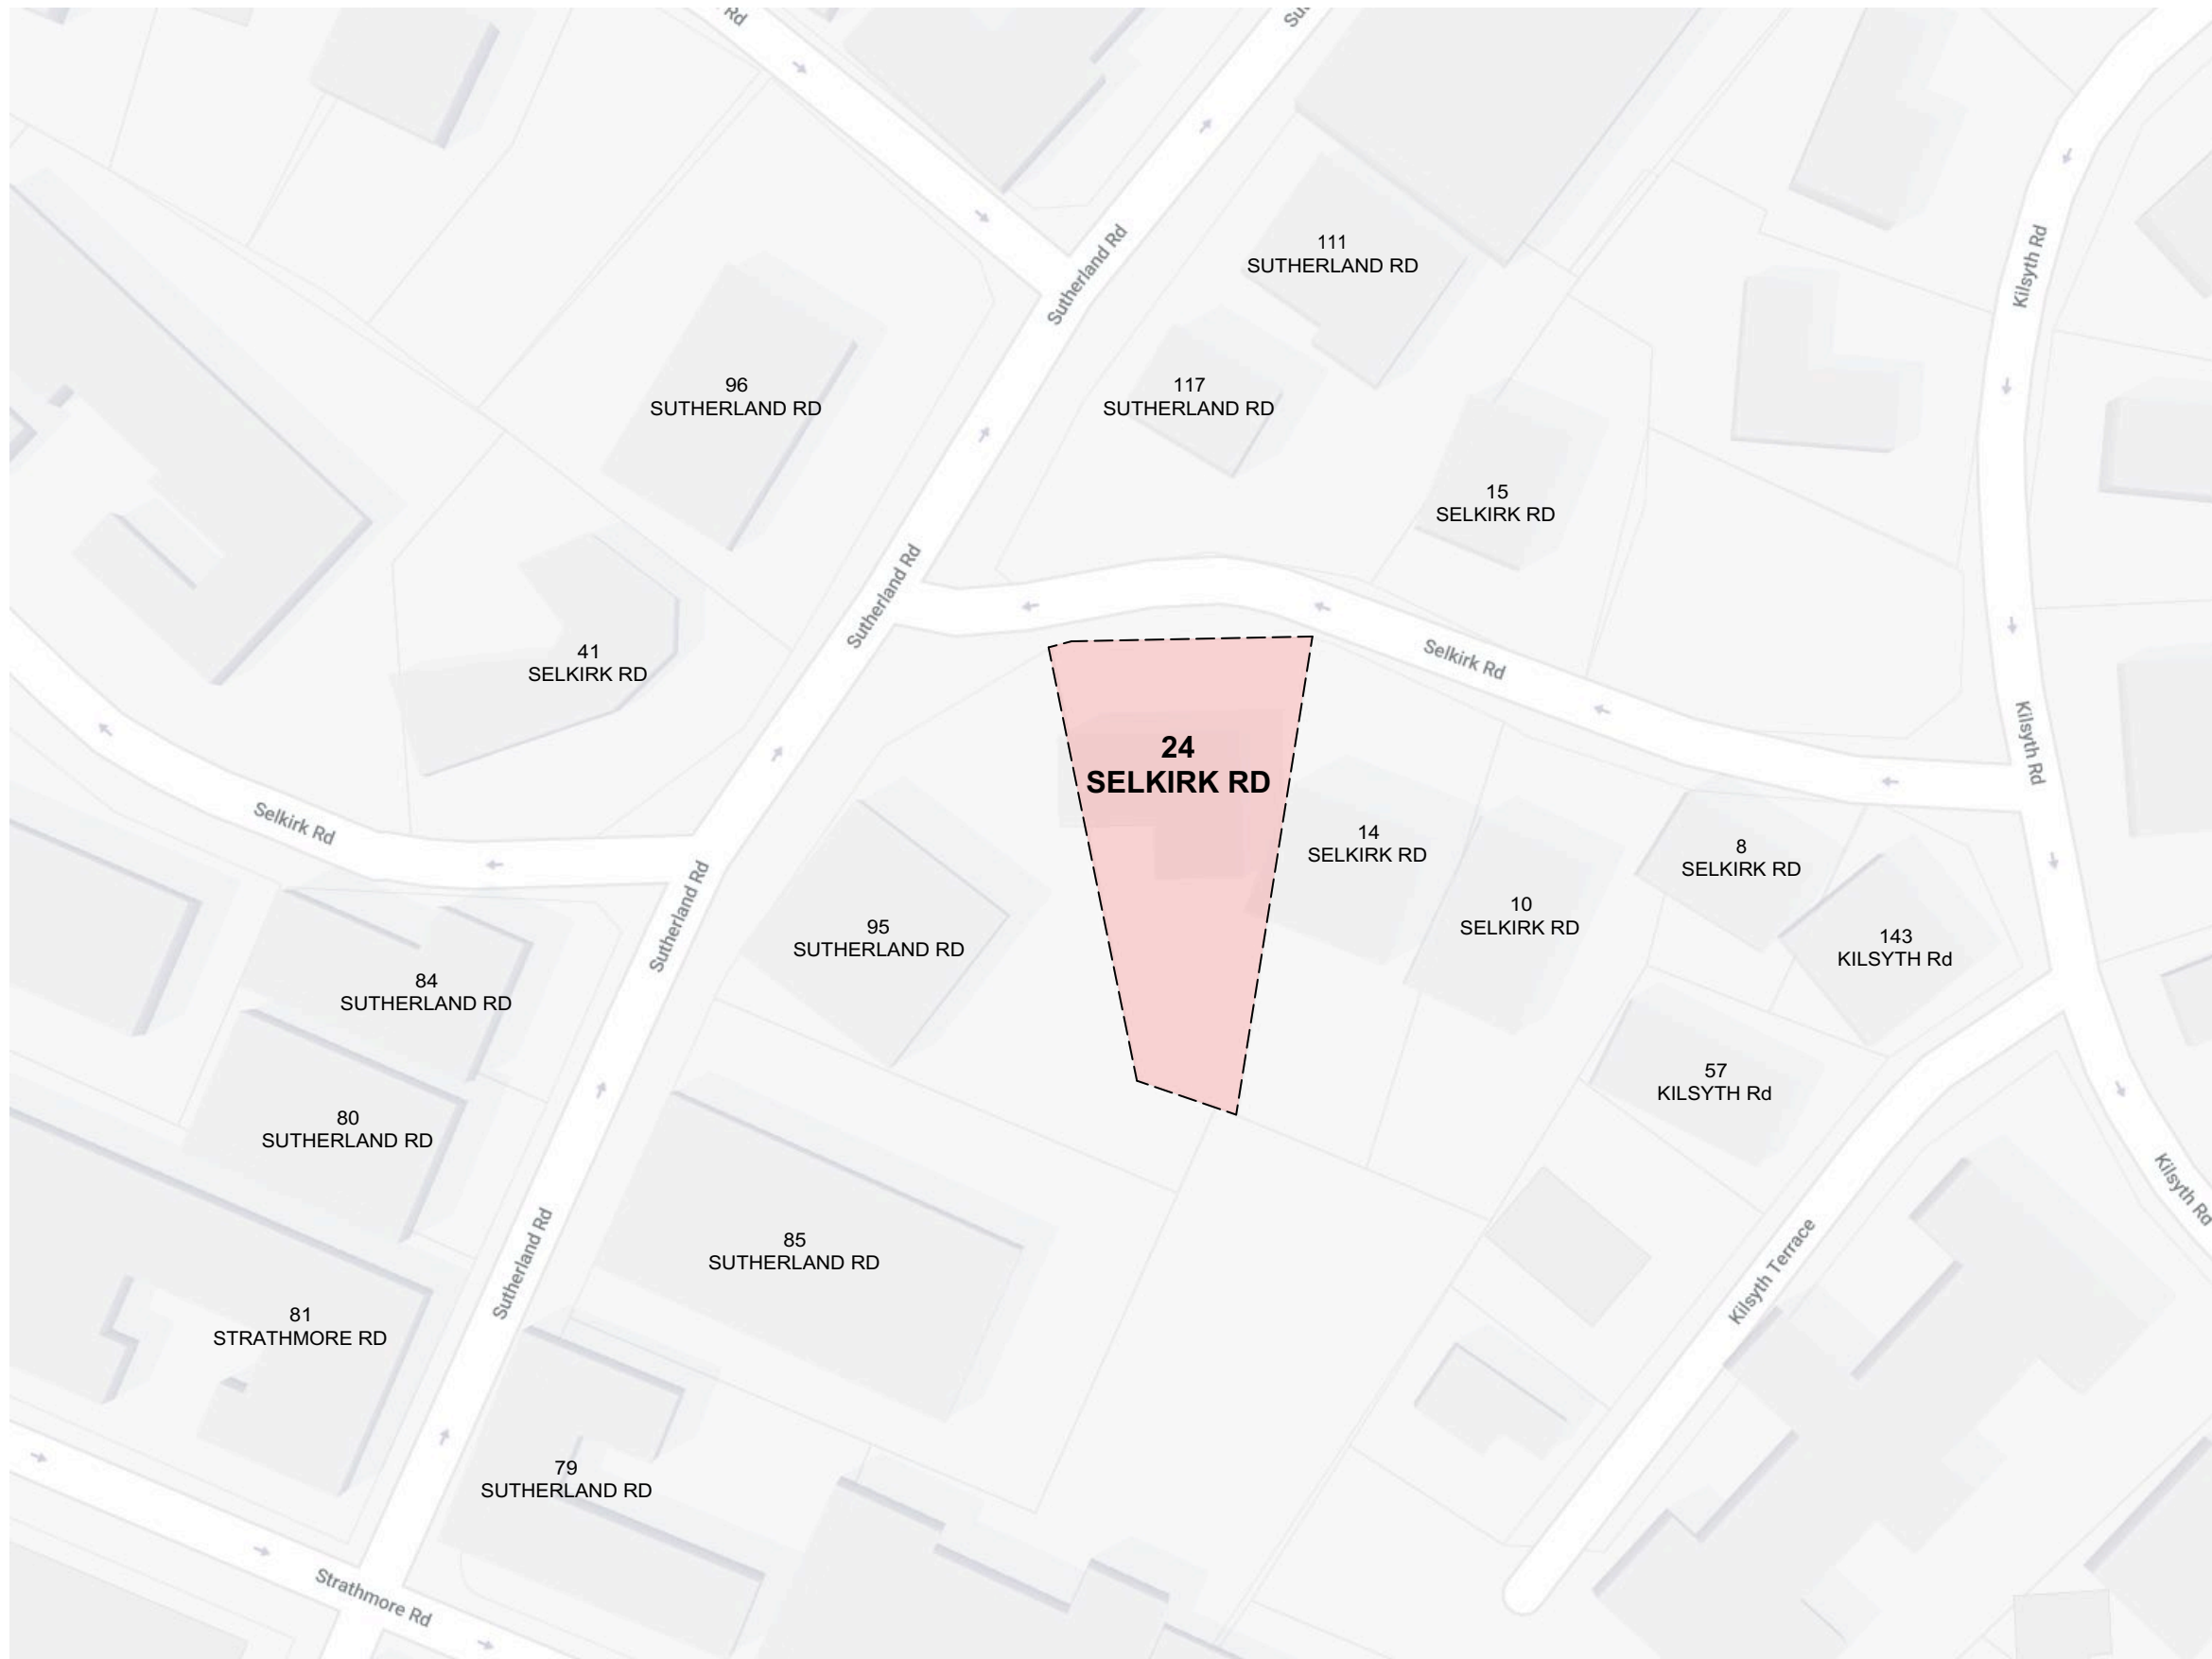 Rd
Sutherland Rd
111
SUTHERLAND RD
Kilsyth Rd
96
SUTHERLAND RD
117
SUTHERLAND RD
15
SELKIRK RD
Sutherland Rd
41
SELKIRK RD
Selkirk Rd
24
SELKIRK RD
Kilsyth Rd
Selkirk Rd
14
SELKIRK RD
8
SELKIRK RD
10
SELKIRK RD
95
SUTHERLAND RD
Sutherland Rd
143
KILSYTH Rd
84
SUTHERLAND RD
57
KILSYTH Rd
80
SUTHERLAND RD
Kilsyth Rd
85
SUTHERLAND RD
Sutherland Rd
Kilsyth Terrace
81
STRATHMORE RD
79
SUTHERLAND RD
Strathmore Rd